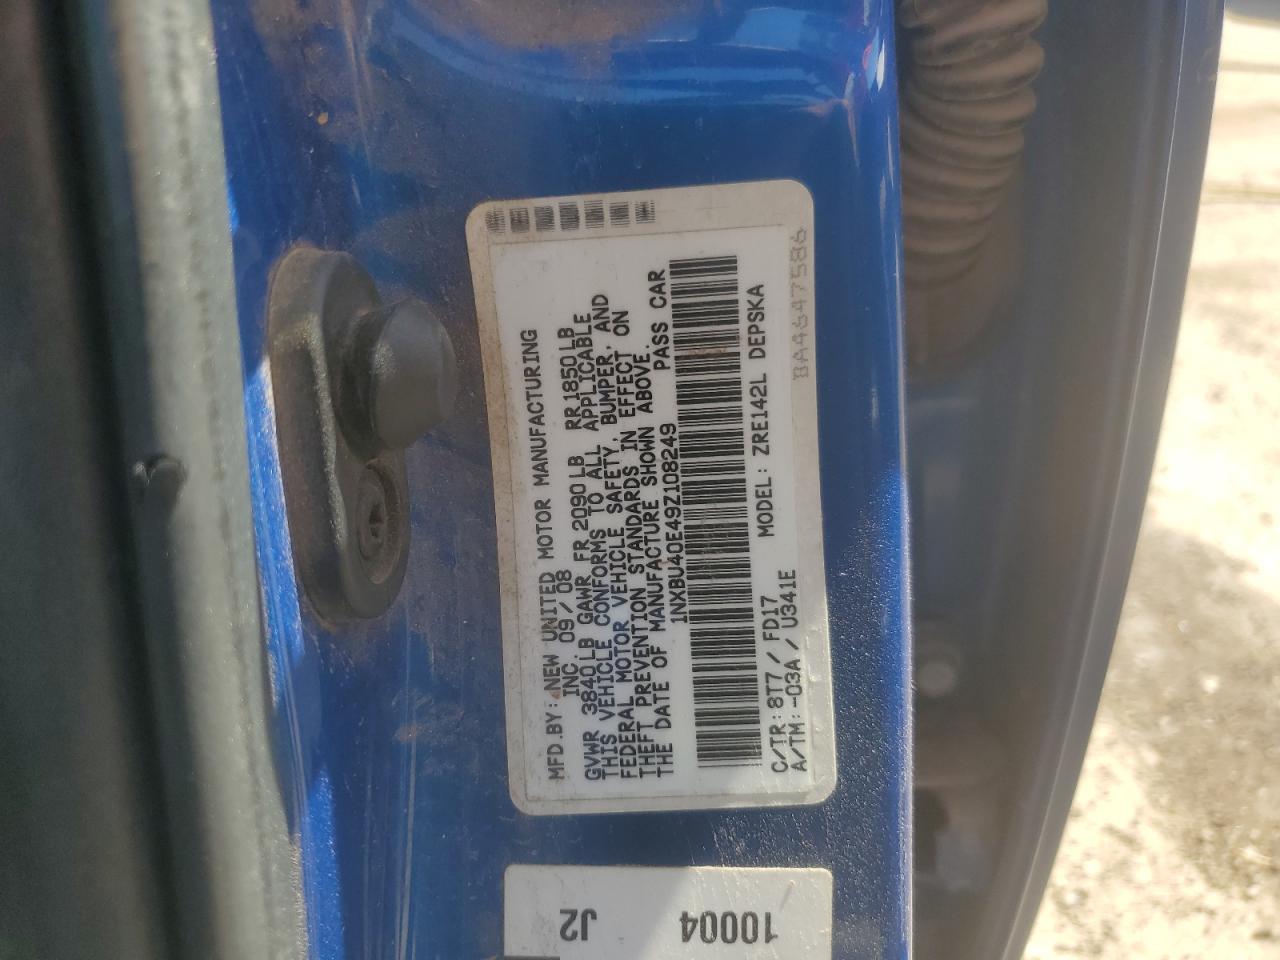 MFD.BY: NEW UNITED MOTOR MANUFACTURING
INC. 09/08
GVWR 3840LB GAWR FR 2090LB RR 1850LB
THIS VEHICLE CONFORMS TO ALL APPLICABLE
FEDERAL MOTOR VEHICLE SAFETY, BUMPER, AND
THEFT PREVENTION STANDARDS IN EFFECT ON
THE DATE OF MANUFACTURE SHOWN ABOVE.
1NXBU40E49Z108249 PASS CAR
C/TR: 8T7 / FD17 MODEL: ZRE142L DEPSKA
A/TM: -03A / U341E
BA4647586
J2
10004